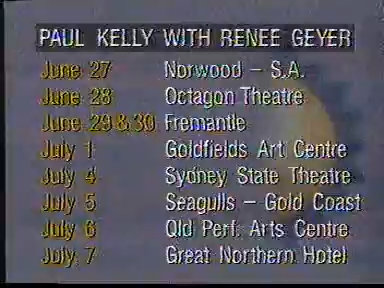 PAUL KELLY WITH RENEE GEYER
June 27 Norwood - S.A.
June 28 Octagon Theatre
June 29 & 30 Fremantle
July 1 Goldfields Art Centre
July 4 Sydney State Theatre
July 5 Seagulls - Gold Coast
July 6 Qld Perf. Arts Centre
July 7 Great Northern Hotel